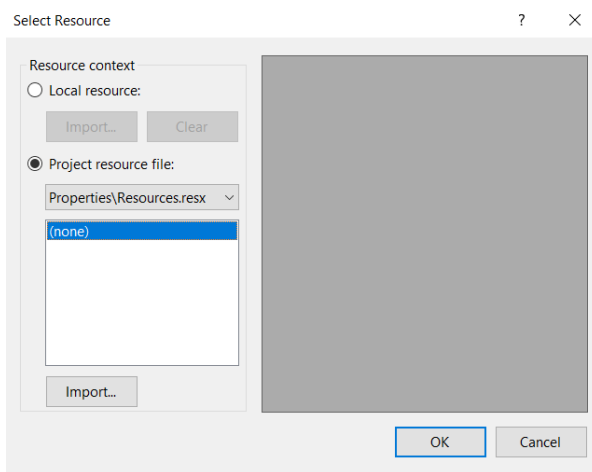 Select Resource
?
Resource context
Local resource:
Import...
Clear
Project resource file:
Properties\Resources.resx
(none)
Import...
OK
Cancel